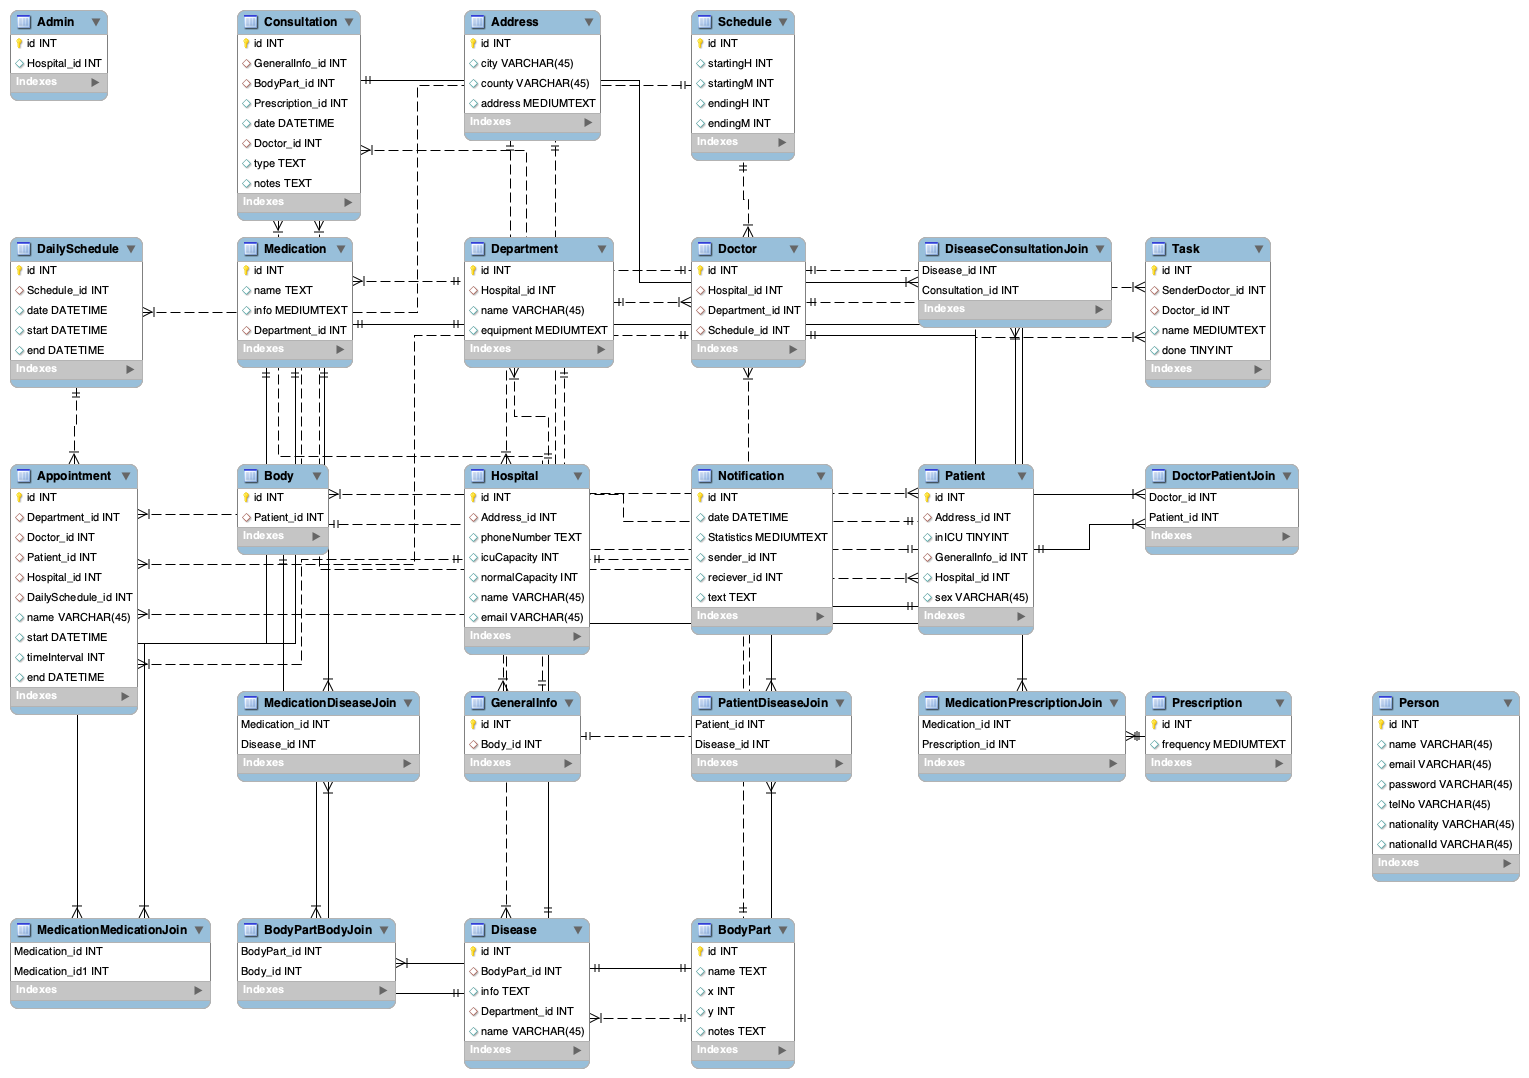 Admin
id INT
Hospital_id INT
Indexes
Consultation
id INT
GeneralInfo_id INT
BodyPart_id INT
Prescription_id INT
date DATETIME
Doctor_id INT
type TEXT
notes TEXT
Indexes
Address
id INT
city VARCHAR(45)
county VARCHAR(45)
address MEDIUMTEXT
Indexes
Schedule
id INT
startingH INT
startingM INT
endingH INT
endingM INT
Indexes
DailySchedule
id INT
Schedule_id INT
date DATETIME
start DATETIME
end DATETIME
Indexes
Medication
id INT
name TEXT
info MEDIUMTEXT
Department_id INT
Indexes
Department
id INT
Hospital_id INT
name VARCHAR(45)
equipment MEDIUMTEXT
Indexes
Doctor
id INT
Hospital_id INT
Department_id INT
Schedule_id INT
Indexes
DiseaseConsultationJoin
Disease_id INT
Consultation_id INT
Indexes
Task
id INT
SenderDoctor_id INT
Doctor_id INT
name MEDIUMTEXT
done TINYINT
Indexes
Appointment
id INT
Department_id INT
Doctor_id INT
Patient_id INT
Hospital_id INT
DailySchedule_id INT
name VARCHAR(45)
start DATETIME
timeInterval INT
end DATETIME
Indexes
Body
id INT
Patient_id INT
Indexes
Hospital
id INT
Address_id INT
phoneNumber TEXT
icuCapacity INT
normalCapacity INT
name VARCHAR(45)
email VARCHAR(45)
Indexes
Notification
id INT
date DATETIME
Statistics MEDIUMTEXT
sender_id INT
reciever_id INT
text TEXT
Indexes
Patient
id INT
Address_id INT
inICU TINYINT
GeneralInfo_id INT
Hospital_id INT
sex VARCHAR(45)
Indexes
DoctorPatientJoin
Doctor_id INT
Patient_id INT
Indexes
MedicationDiseaseJoin
Medication_id INT
Disease_id INT
Indexes
GeneralInfo
id INT
Body_id INT
Indexes
PatientDiseaseJoin
Patient_id INT
Disease_id INT
Indexes
MedicationPrescriptionJoin
Medication_id INT
Prescription_id INT
Indexes
Prescription
id INT
frequency MEDIUMTEXT
Indexes
Person
id INT
name VARCHAR(45)
email VARCHAR(45)
password VARCHAR(45)
telNo VARCHAR(45)
nationality VARCHAR(45)
nationalId VARCHAR(45)
Indexes
MedicationMedicationJoin
Medication_id INT
Medication_id1 INT
Indexes
BodyPartBodyJoin
BodyPart_id INT
Body_id INT
Indexes
Disease
id INT
BodyPart_id INT
info TEXT
Department_id INT
name VARCHAR(45)
Indexes
BodyPart
id INT
name TEXT
x INT
y INT
notes TEXT
Indexes